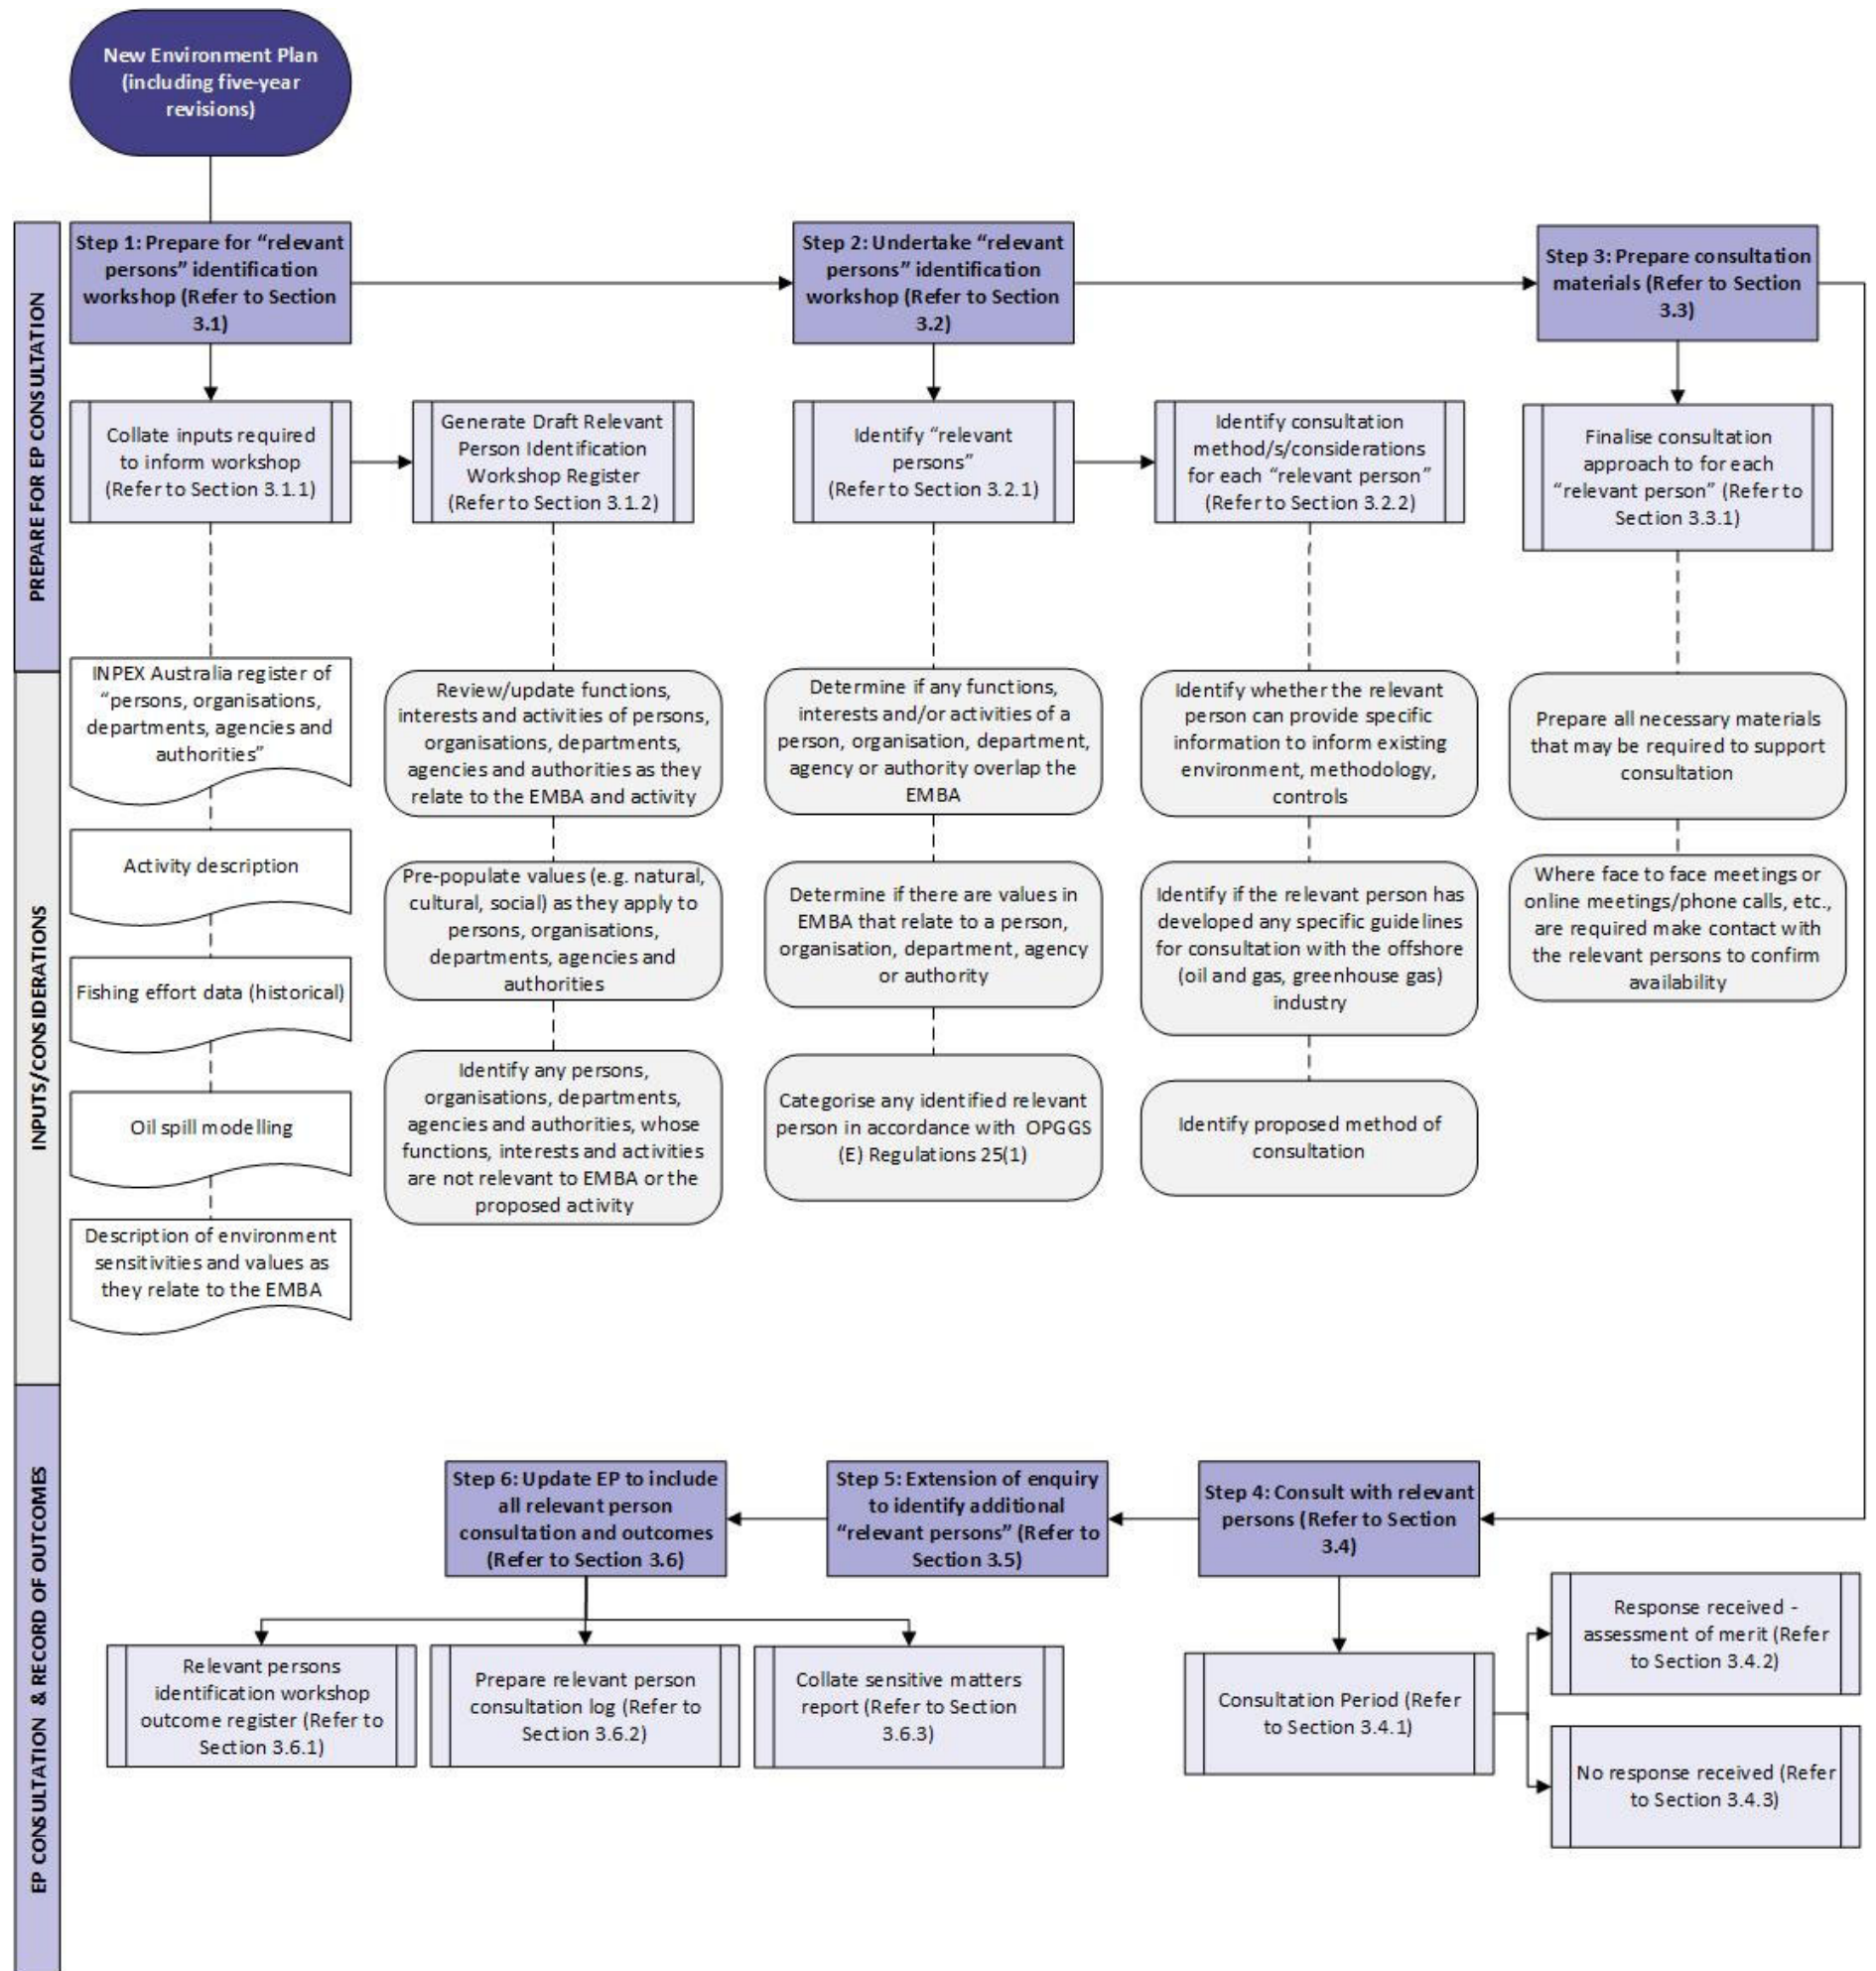 New Environment Plan
(including five-year
revisions)
PREPARE FOR EP CONSULTATION
Step 1: Prepare for “relevant
persons” identification
workshop (Refer to Section
3.1)
Step 2: Undertake “relevant
persons” identification
workshop (Refer to Section
3.2)
Step 3: Prepare consultation
materials (Refer to Section
3.3)
Collate inputs required
to inform workshop
(Refer to Section 3.1.1)
Generate Draft Relevant
Person Identification
Workshop Register
(Refer to Section 3.1.2)
Identify “relevant
persons”
(Refer to Section 3.2.1)
Identify consultation
method/s/considerations
for each “relevant person”
(Refer to Section 3.2.2)
Finalise consultation
approach to for each
“relevant person” (Refer to
Section 3.3.1)
INPUTS/CONSIDERATIONS
INPEX Australia register of
“persons, organisations,
departments, agencies and
authorities”
Activity description
Fishing effort data (historical)
Oil spill modelling
Description of environment
sensitivities and values as
they relate to the EMBA
Review/update functions,
interests and activities of persons,
organisations, departments,
agencies and authorities as they
relate to the EMBA and activity
Pre-populate values (e.g. natural,
cultural, social) as they apply to
persons, organisations,
departments, agencies and
authorities
Identify any persons,
organisations, departments,
agencies and authorities, whose
functions, interests and activities
are not relevant to EMBA or the
proposed activity
Determine if any functions,
interests and/or activities of a
person, organisation, department,
agency or authority overlap the
EMBA
Determine if there are values in
EMBA that relate to a person,
organisation, department, agency
or authority
Categorise any identified relevant
person in accordance with OPGGS
(E) Regulations 25(1)
Identify whether the relevant
person can provide specific
information to inform existing
environment, methodology,
controls
Identify if the relevant person has
developed any specific guidelines
for consultation with the offshore
(oil and gas, greenhouse gas)
industry
Identify proposed method of
consultation
Prepare all necessary materials
that may be required to support
consultation
Where face to face meetings or
online meetings/phone calls, etc.,
are required make contact with
the relevant persons to confirm
availability
EP CONSULTATION & RECORD OF OUTCOMES
Step 6: Update EP to include
all relevant person
consultation and outcomes
(Refer to Section 3.6)
Step 5: Extension of enquiry
to identify additional
“relevant persons” (Refer to
Section 3.5)
Step 4: Consult with relevant
persons (Refer to Section
3.4)
Relevant persons
identification workshop
outcome register (Refer to
Section 3.6.1)
Prepare relevant person
consultation log (Refer to
Section 3.6.2)
Collate sensitive matters
report (Refer to Section
3.6.3)
Consultation Period (Refer
to Section 3.4.1)
Response received -
assessment of merit (Refer
to Section 3.4.2)
No response received (Refer
to Section 3.4.3)